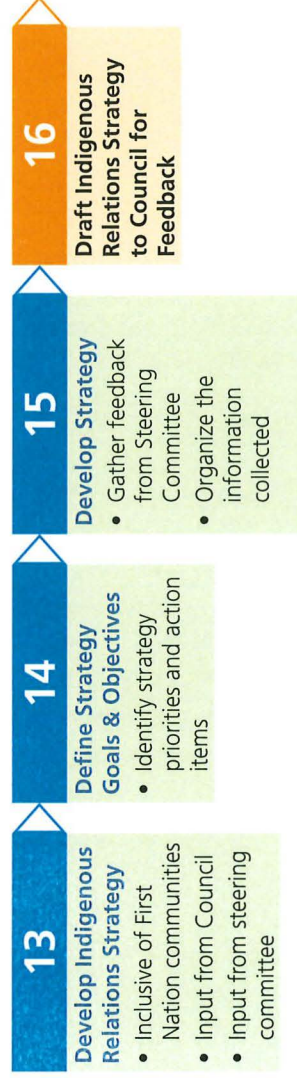 13
Develop Indigenous
Relations Strategy
• Inclusive of First
Nation communities
• Input from Council
• Input from steering
committee
14
Define Strategy
Goals & Objectives
• Identify strategy
priorities and action
items
15
Develop Strategy
• Gather feedback
from Steering
Committee
• Organize the
information
collected
16
Draft Indigenous
Relations Strategy
to Council for
Feedback